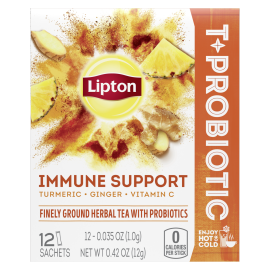 Lipton
T+PROBIOTIC
IMMUNE SUPPORT
TURMERIC • GINGER • VITAMIN C
FINELY GROUND HERBAL TEA WITH PROBIOTICS
12 SACHETS
12 - 0.035 OZ (1.0g)
NET WT 0.42 OZ (12g)
0
CALORIES
PER STICK
ENJOY
HOT OR
COLD